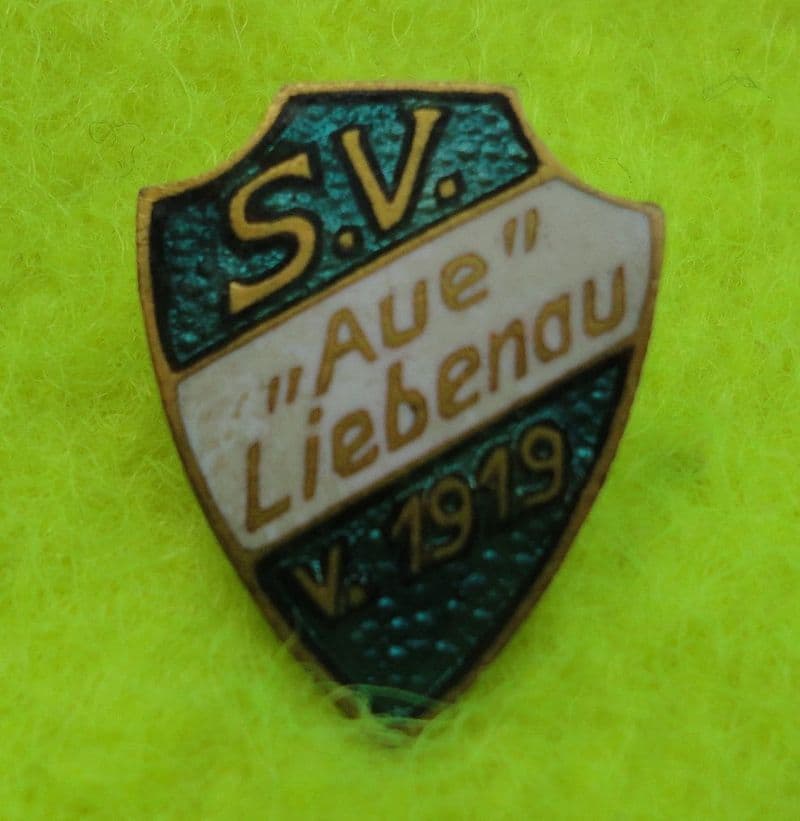 S.V.
"Aue"
Liebenau
v. 1919